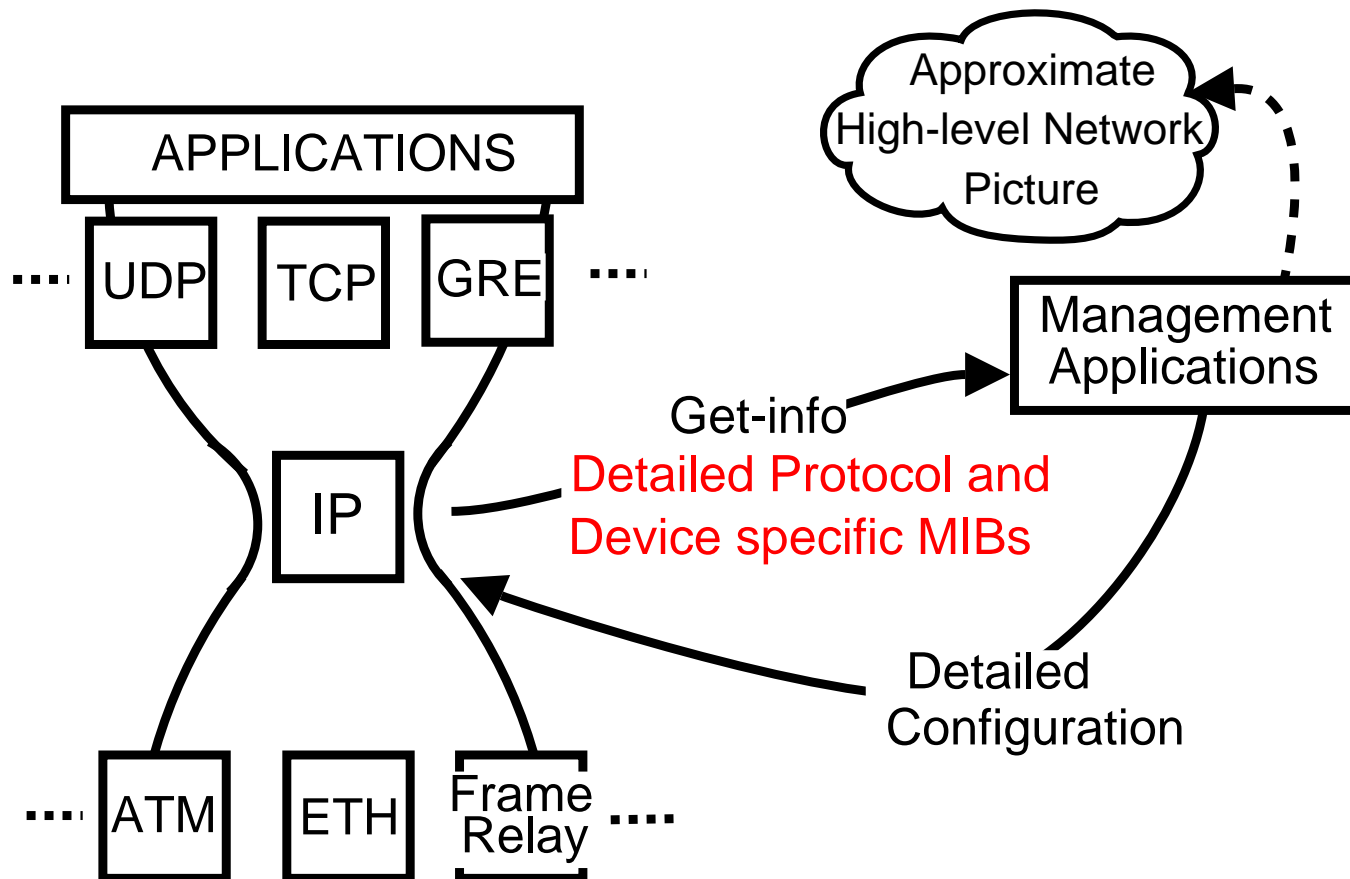 APPLICATIONS
UDP
TCP
GRE
IP
ATM
ETH
Frame
Relay
Get-info
Detailed Protocol and
Device specific MIBs
Detailed
Configuration
Management
Applications
Approximate
High-level Network
Picture